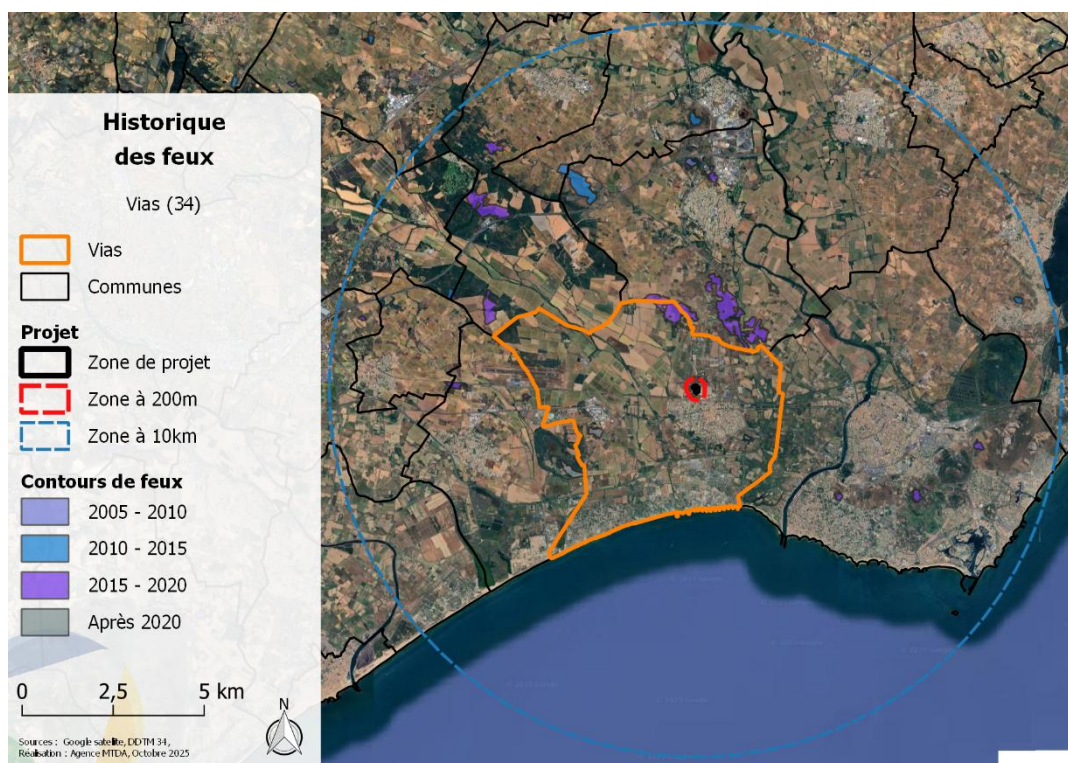 Historique
des feux
Vias (34)
Vias
Communes
Projet
Zone de projet
Zone à 200m
Zone à 10km
Contours de feux
2005 - 2010
2010 - 2015
2015 - 2020
Après 2020
0 2,5 5 km
N
Sources : Google satelite, DDTM 34,
Réalisation : Agence MTDA, Octobre 2025